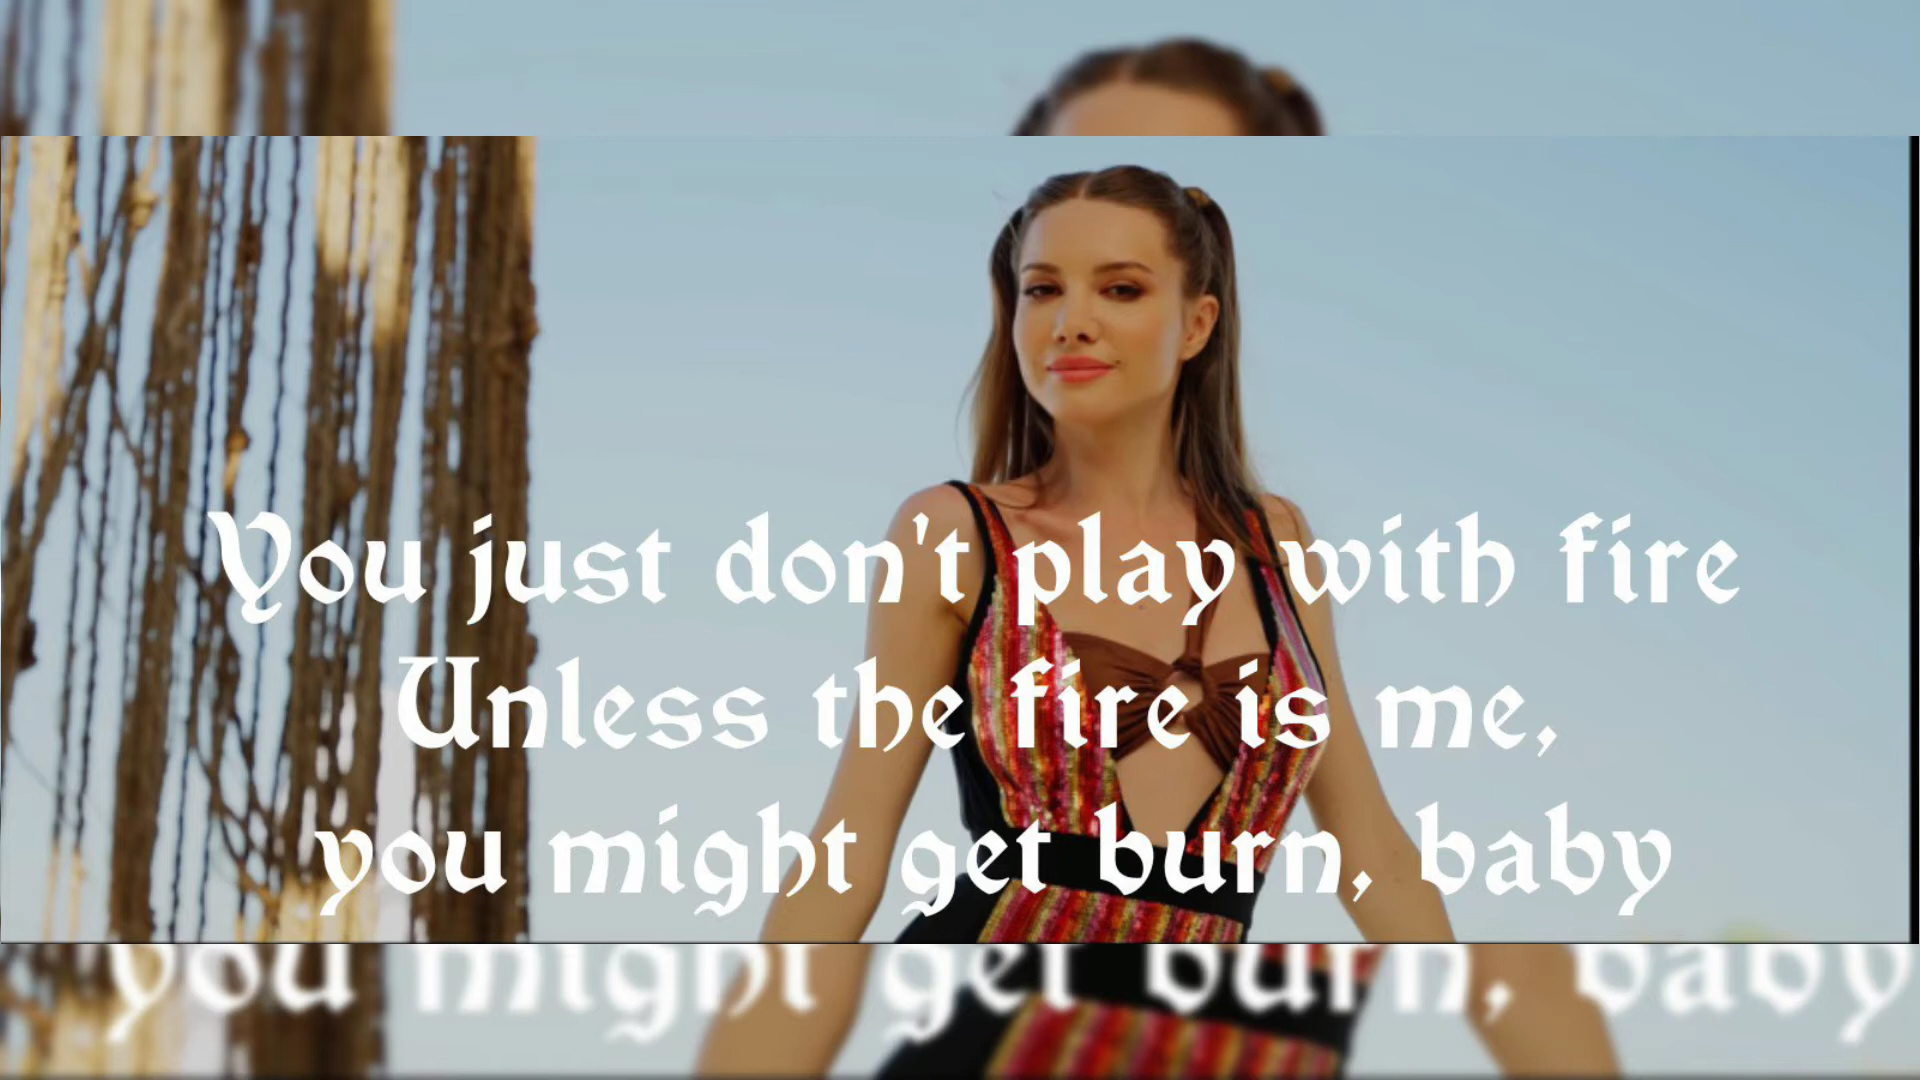 You just don't play with fire
Unless the fire is me,
you might get burn, baby
you might get burn, baby